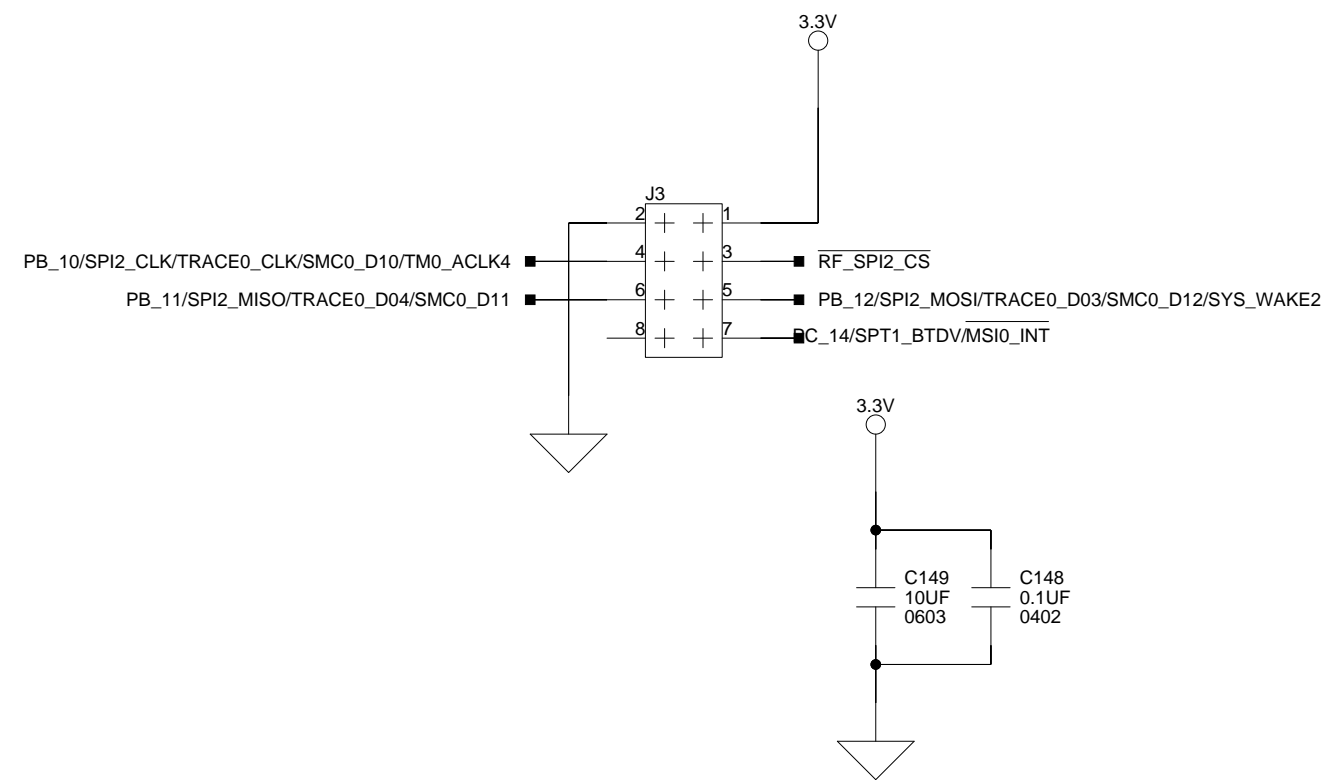 3.3V
J3
2 1
PB_10/SPI2_CLK/TRACE0_CLK/SMC0_D10/TM0_ACLK4 4 3 RF_SPI2_CS
PB_11/SPI2_MISO/TRACE0_D04/SMC0_D11 6 5 PB_12/SPI2_MOSI/TRACE0_D03/SMC0_D12/SYS_WAKE2
8 7 PC_14/SPT1_BTDV/MSI0_INT
3.3V
C149 C148
10UF 0.1UF
0603 0402